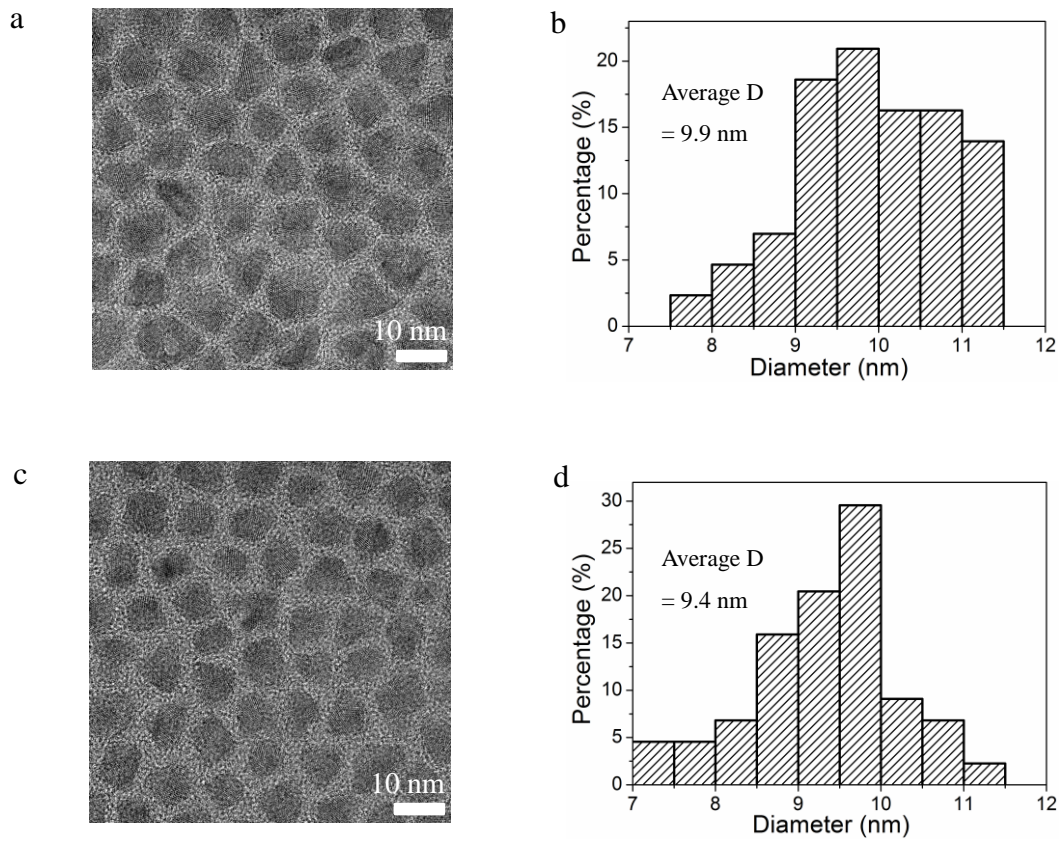 a
10 nm
b
Percentage (%)
20
15
10
5
0
Average D
= 9.9 nm
7 8 9 10 11 12
Diameter (nm)
c
10 nm
d
Percentage (%)
30
25
20
15
10
5
0
Average D
= 9.4 nm
7 8 9 10 11 12
Diameter (nm)